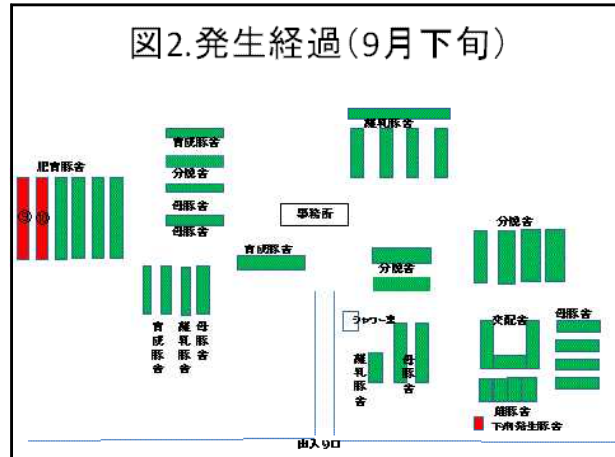 図2.発生経過(9月下旬)
離乳豚舎
育成豚舎
肥育豚舎
分娩舎
⑨ ⑩
母豚舎
事務所
母豚舎
分娩舎
育成豚舎
分娩舎
シャワー室
交配舎
母豚舎
育成豚舎
離乳豚舎
母豚舎
離乳豚舎
母豚舎
下痢発生豚舎
出入り口